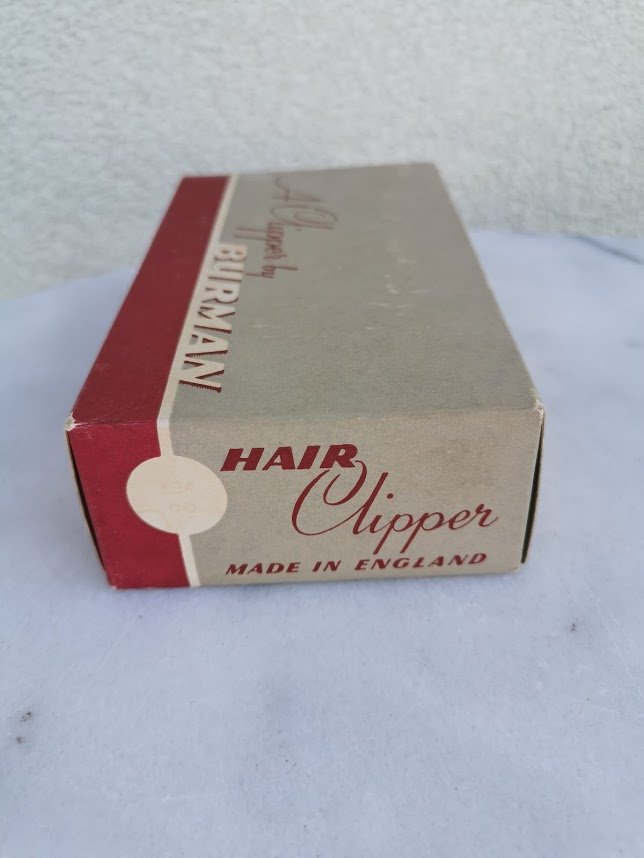 A Clipper by
BURMAN
HAIR
Clipper
MADE IN ENGLAND